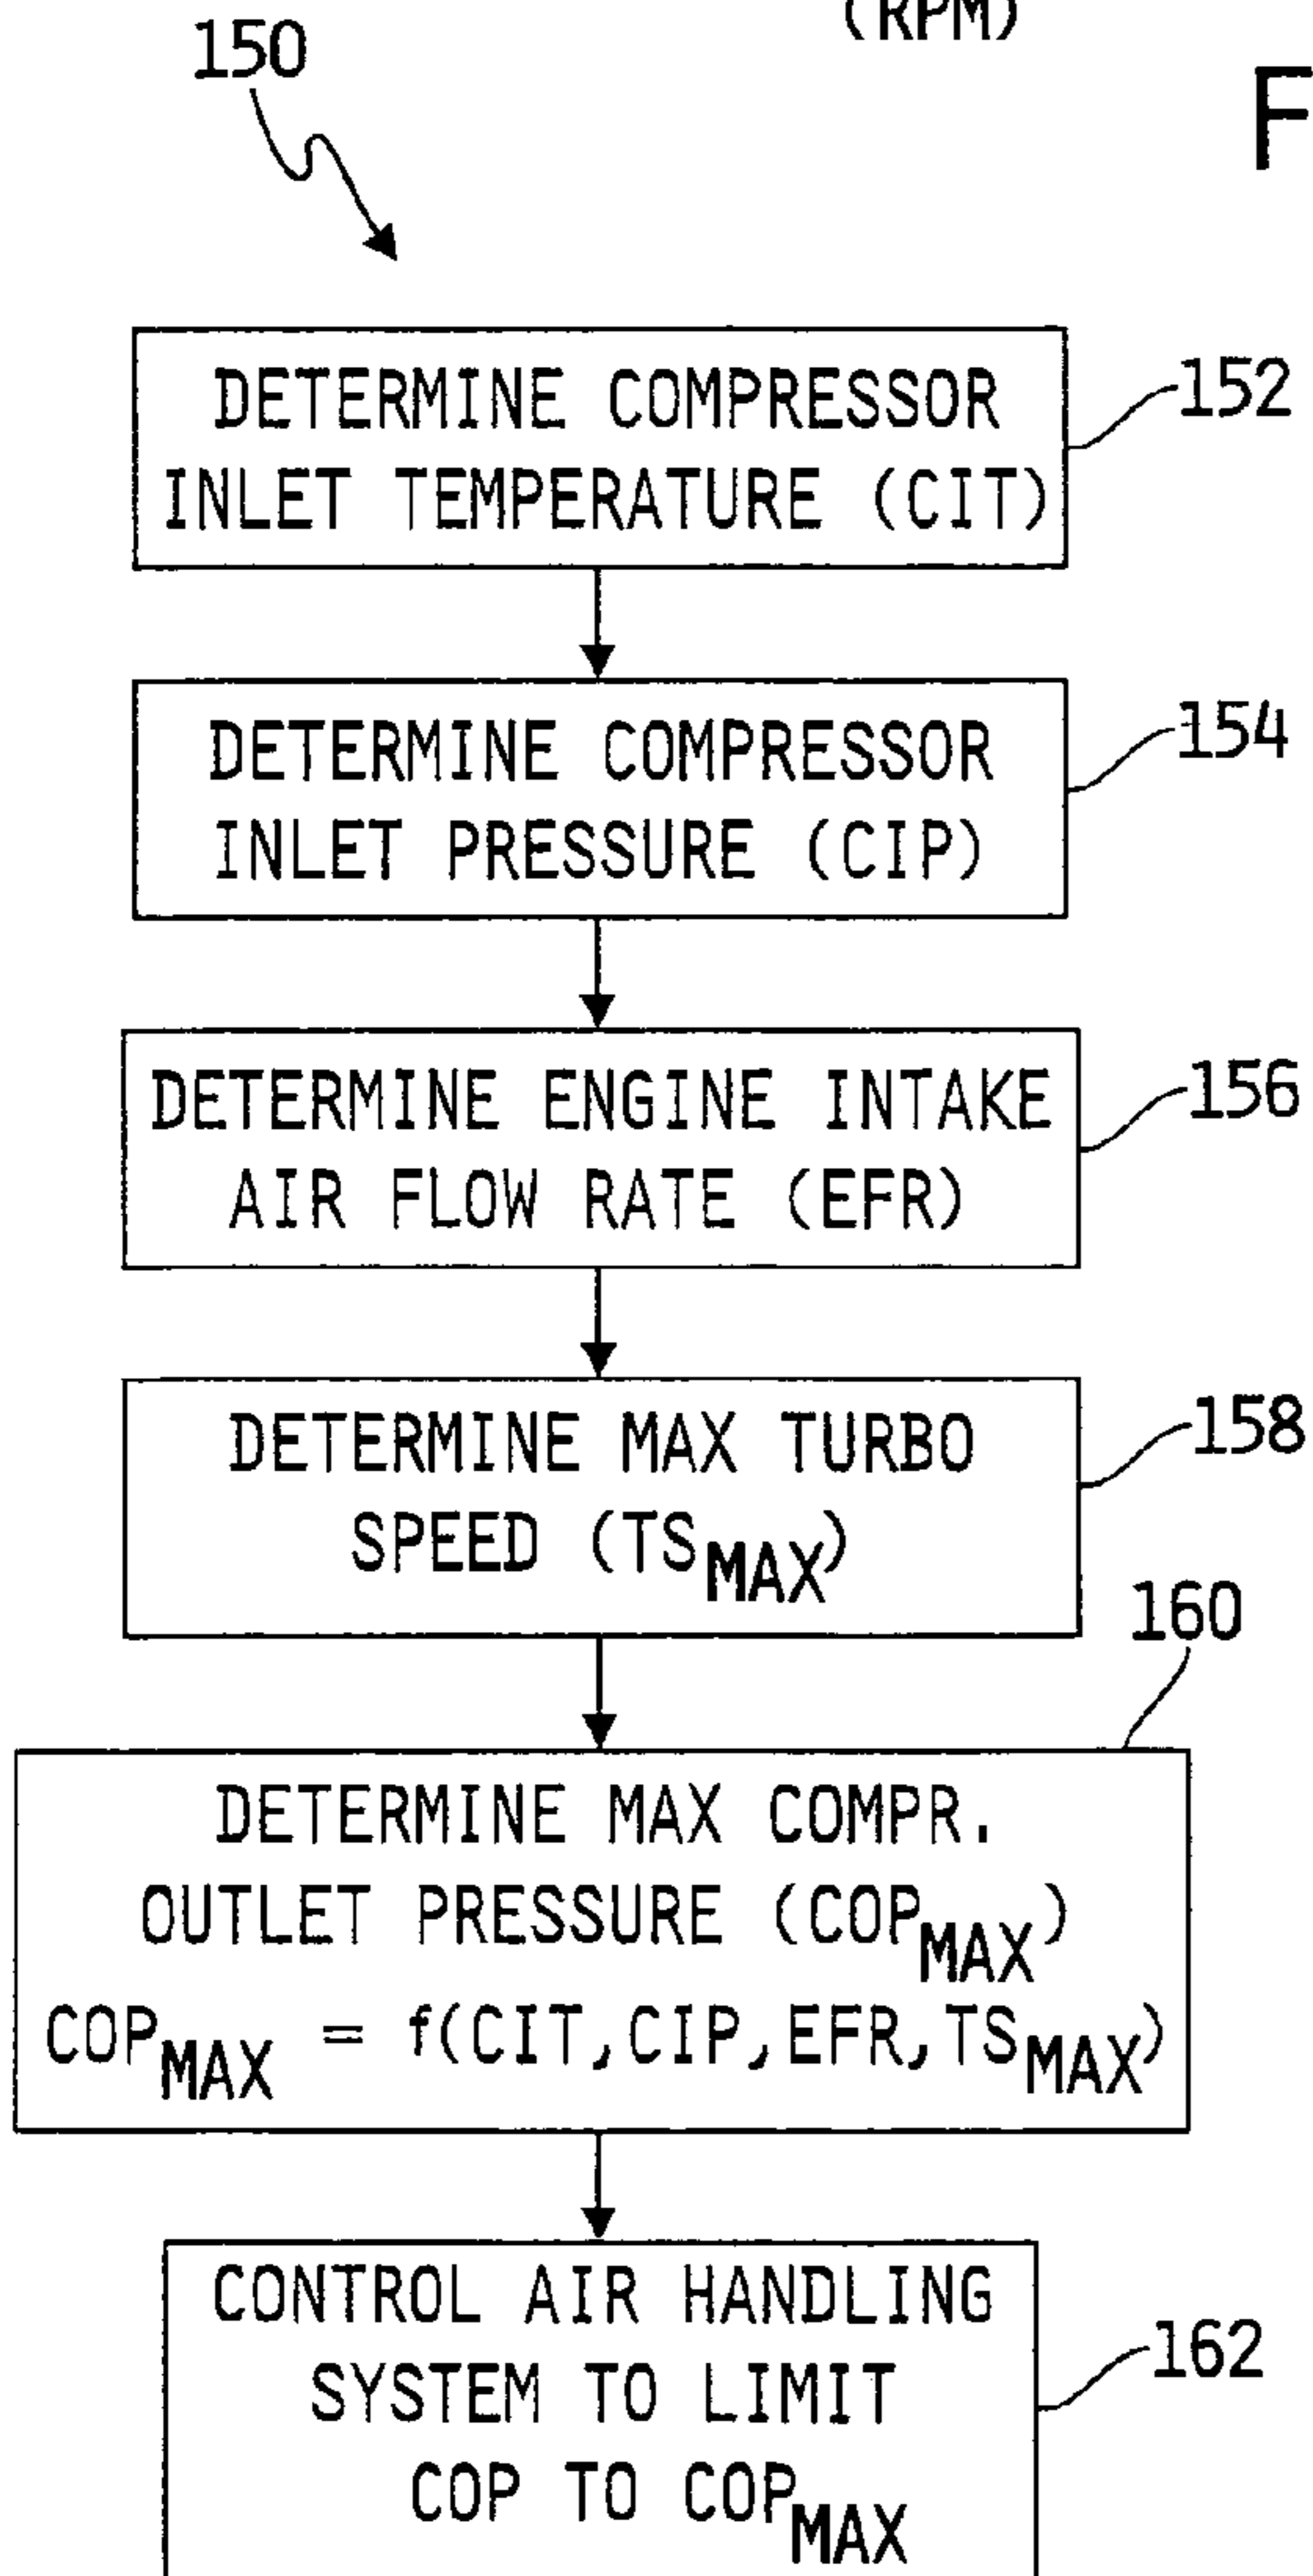 (RPM)
F
150
DETERMINE COMPRESSOR
INLET TEMPERATURE (CIT)
152
DETERMINE COMPRESSOR
INLET PRESSURE (CIP)
154
DETERMINE ENGINE INTAKE
AIR FLOW RATE (EFR)
156
DETERMINE MAX TURBO
SPEED (TSMAX)
158
160
DETERMINE MAX COMPR.
OUTLET PRESSURE (COPMAX)
COPMAX = f(CIT,CIP,EFR,TSMAX)
CONTROL AIR HANDLING
SYSTEM TO LIMIT
COP TO COPMAX
162